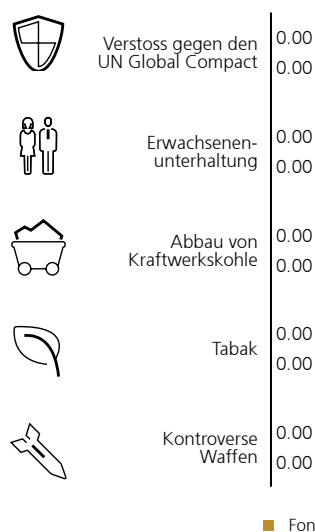 Verstoss gegen den
UN Global Compact
0.00
0.00
Erwachsenen-
unterhaltung
0.00
0.00
Abbau von
Kraftwerkskohle
0.00
0.00
Tabak
0.00
0.00
Kontroverse
Waffen
0.00
0.00
Fon